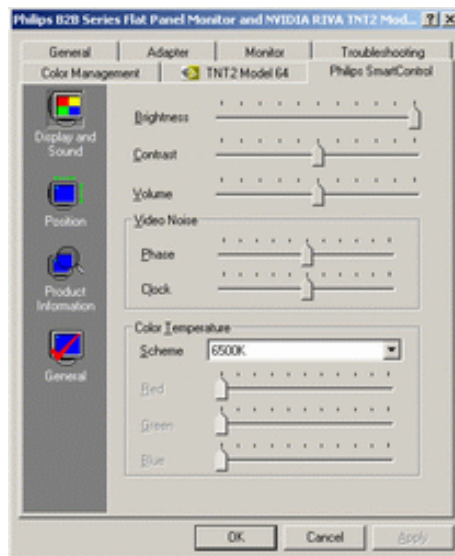 Philips B2B Series Flat Panel Monitor and NVIDIA RIVA TNT2 Mod...
General Adapter Monitor Troubleshooting
Color Management TNT2 Model 64 Philips SmartControl
Display and
Sound
Brightness
Contrast
Volume
Position
Video Noise
Phase
Clock
Product
Information
Color Temperature
Scheme 6500K
General
Red
Green
Blue
OK Cancel Apply